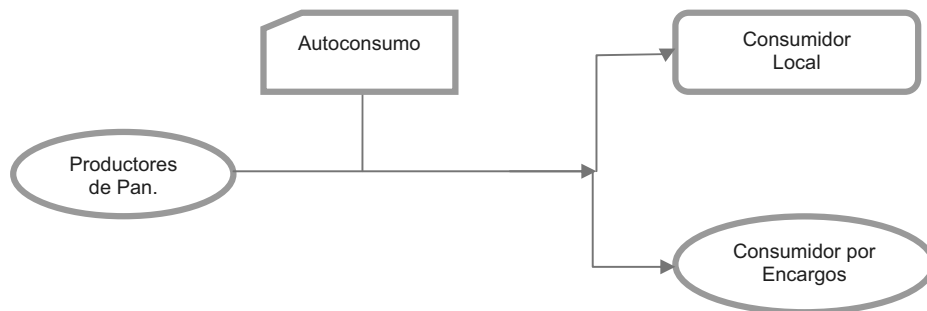 Autoconsumo
Consumidor
Local
Productores
de Pan.
Consumidor por
Encargos